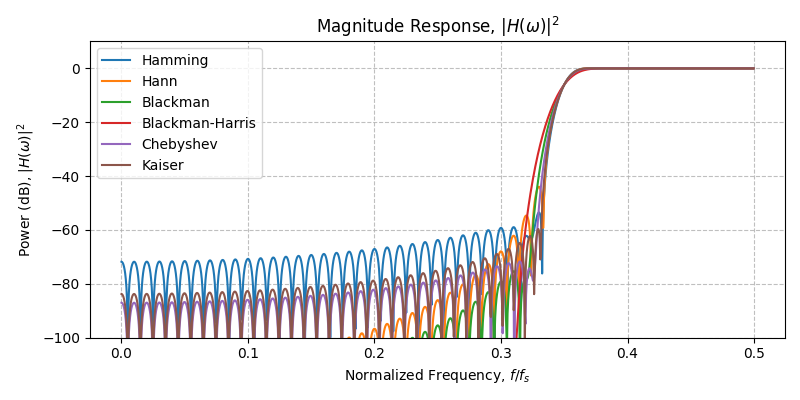 Magnitude Response, |H(ω)|²
Power (dB), |H(ω)|²
0
−20
−40
−60
−80
−100
Hamming
Hann
Blackman
Blackman-Harris
Chebyshev
Kaiser
0.0 0.1 0.2 0.3 0.4 0.5
Normalized Frequency, f/fₛ